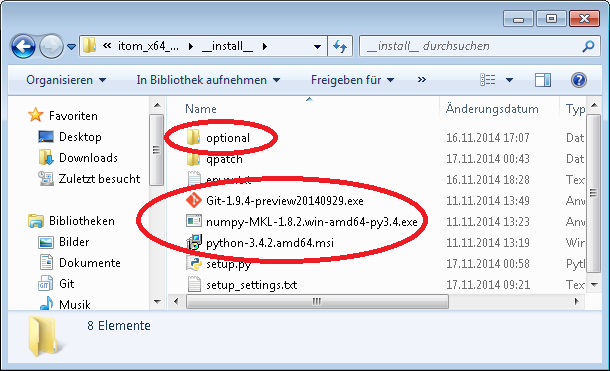 « itom_x64_... ▸ __install__ ▸
__install__ durchsuchen
Organisieren In Bibliothek aufnehmen Freigeben für »
Name Änderungsdatum Typ
Favoriten
Desktop
Downloads
Zuletzt besucht
Bibliotheken
Bilder
Dokumente
Git
Musik
optional 16.11.2014 17:07 Dat
qpatch 17.11.2014 00:43 Dat
16.11.2014 18:28 Tex
Git-1.9.4-preview20140929.exe 11.11.2014 13:49 An
numpy-MKL-1.8.2.win-amd64-py3.4.exe 11.11.2014 13:23 An
python-3.4.2.amd64.msi 11.11.2014 13:19 Win
setup.py 17.11.2014 00:58 Pyt
setup_settings.txt 17.11.2014 09:21 Tex
8 Elemente